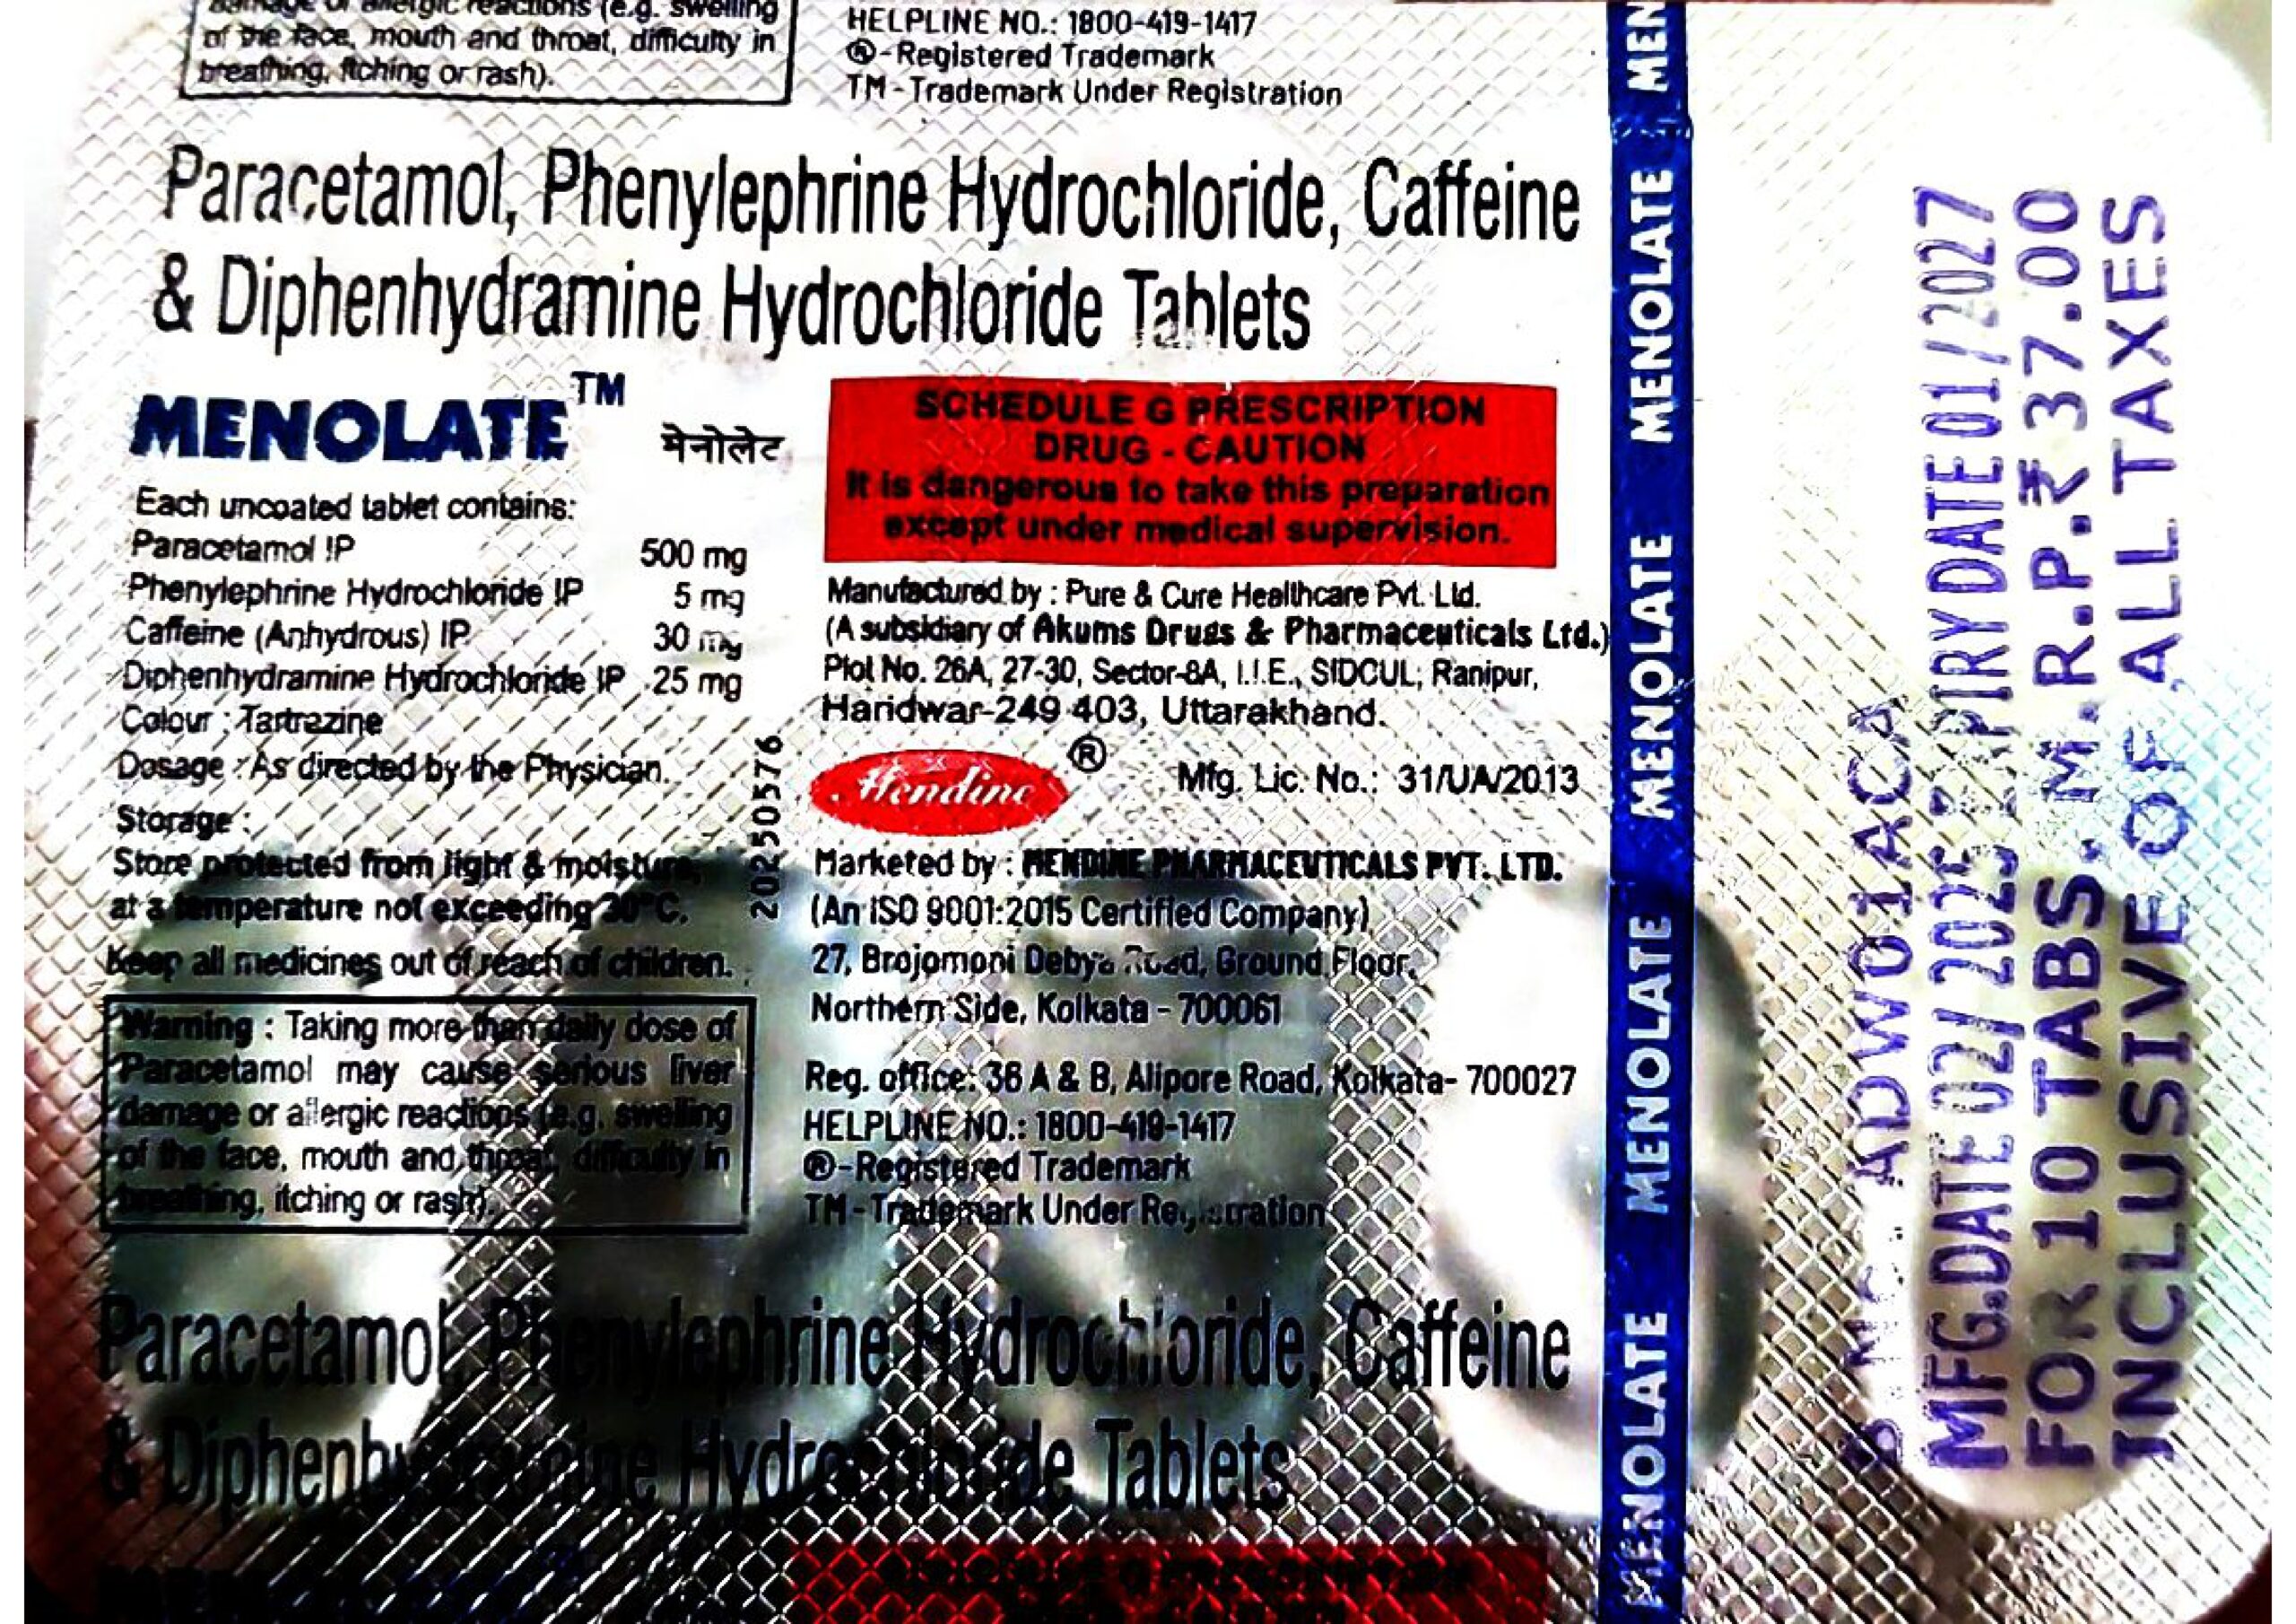 damage or allergic reactions (e.g. swelling
of the face, mouth and throat, difficulty in
breathing, itching or rash).
HELPLINE NO.: 1800-419-1417
®-Registered Trademark
TM-Trademark Under Registration
Paracetamol, Phenylephrine Hydrochloride, Caffeine
& Diphenhydramine Hydrochloride Tablets
MENOLATE™
मेनोलेट
Each uncoated tablet contains:
Paracetamol IP 500 mg
Phenylephrine Hydrochloride IP 5 mg
Caffeine (Anhydrous) IP 30 mg
Diphenhydramine Hydrochloride IP 25 mg
Colour : Tartrazine
Dosage : As directed by the Physician.
Storage :
Store protected from light & moisture,
at a temperature not exceeding 30°C.
Keep all medicines out of reach of children.
Warning : Taking more than daily dose of
Paracetamol may cause serious liver
damage or allergic reactions (e.g. swelling
of the face, mouth and throat, difficulty in
breathing, itching or rash).
20250576
SCHEDULE G PRESCRIPTION
DRUG - CAUTION
It is dangerous to take this preparation
except under medical supervision.
Manufactured by : Pure & Cure Healthcare Pvt. Ltd.
(A subsidiary of Akums Drugs & Pharmaceuticals Ltd.)
Plot No. 26A, 27-30, Sector-8A, I.I.E., SIDCUL, Ranipur,
Haridwar-249 403, Uttarakhand.
Mendine®
Mfg. Lic. No.: 31/UA/2013
Marketed by : MENDINE PHARMACEUTICALS PVT. LTD.
(An ISO 9001:2015 Certified Company)
27, Brojomoni Debya Road, Ground Floor,
Northern Side, Kolkata - 700061
Reg. office: 36 A & B, Alipore Road, Kolkata- 700027
HELPLINE NO.: 1800-419-1417
®-Registered Trademark
TM-Trademark Under Registration
Paracetamol, Phenylephrine Hydrochloride, Caffeine
& Diphenhydramine Hydrochloride Tablets
MENOLATE MENOLATE MENOLATE MENOLATE MEN
ADW01ACA
MFG.DATE 02/2025 EXPIRY DATE 01/2027
FOR 10 TABS. M.R.P.₹ 37.00
INCLUSIVE OF ALL TAXES